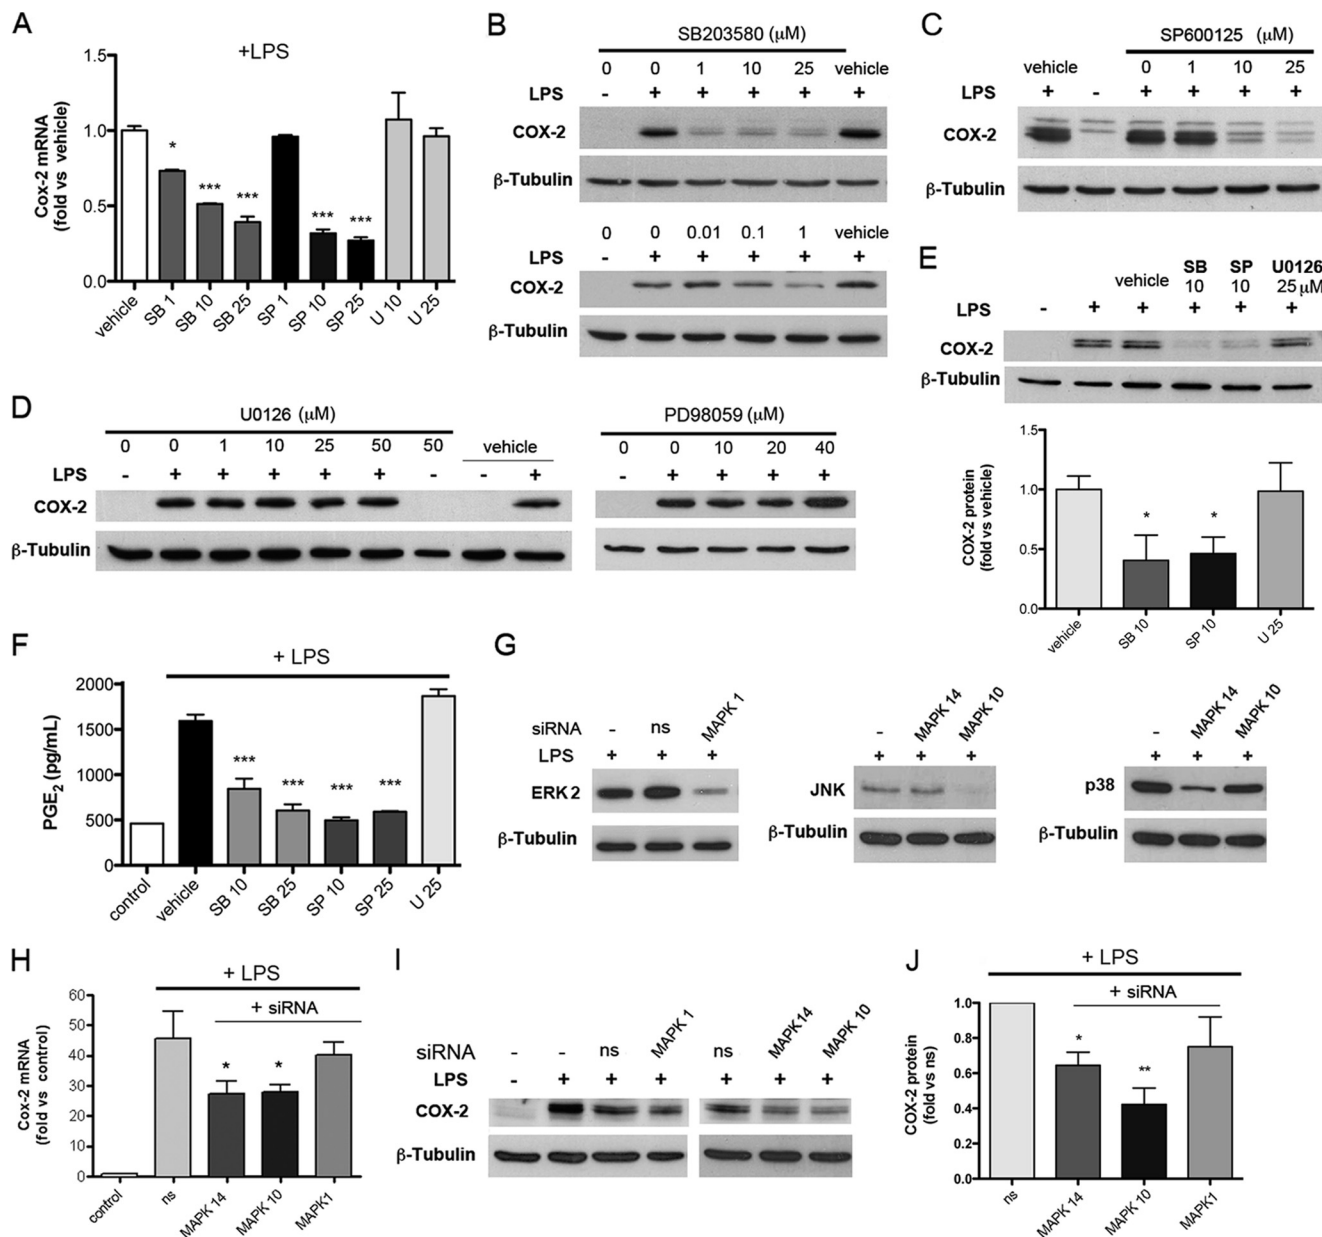 A
+LPS
Cox-2 mRNA
(fold vs vehicle)
1.5
1.0
0.5
0.0
* *** *** *** ***
vehicle SB 1 SB 10 SB 25 SP 1 SP 10 SP 25 U 10 U 25
B
SB203580 (μM)
0 0 1 10 25 vehicle
LPS - + + + + +
COX-2
β-Tubulin
0 0 0.01 0.1 1 vehicle
LPS - + + + + +
COX-2
β-Tubulin
C
SP600125 (μM)
vehicle 0 1 10 25
LPS + - + + + +
COX-2
β-Tubulin
E
vehicle SB SP U0126
10 10 25 μM
LPS - + + + + +
COX-2
β-Tubulin
COX-2 protein
(fold vs vehicle)
1.5
1.0
0.5
0.0
* *
vehicle SB 10 SP 10 U 25
D
U0126 (μM)
0 0 1 10 25 50 50 vehicle
LPS - + + + + + - - +
COX-2
β-Tubulin
PD98059 (μM)
0 0 10 20 40
- + + + +
F
+ LPS
PGE2 (pg/mL)
2000
1500
1000
500
0
*** *** *** ***
control vehicle SB 10 SB 25 SP 10 SP 25 U 25
G
siRNA - ns MAPK 1
LPS + + +
ERK 2
β-Tubulin
- MAPK 14 MAPK 10
+ + +
JNK
β-Tubulin
- MAPK 14 MAPK 10
+ + +
p38
β-Tubulin
H
+ LPS
+ siRNA
Cox-2 mRNA
(fold vs control)
60
50
40
30
20
10
0
* *
control ns MAPK 14 MAPK 10 MAPK1
I
siRNA - - ns MAPK 1 ns MAPK14 MAPK 10
LPS - + + + + + +
COX-2
β-Tubulin
J
+ LPS
+ siRNA
COX-2 protein
(fold vs ns)
1.0
0.8
0.6
0.4
0.2
0.0
* **
ns MAPK 14 MAPK 10 MAPK1